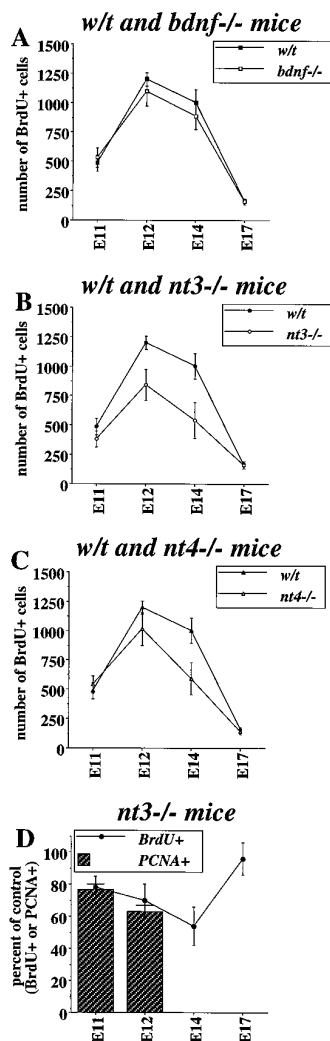 w/t and bdnf-/- mice
A
w/t
bdnf-/-
number of BrdU+ cells
1500
1250
1000
750
500
250
0
E11
E12
E14
E17
w/t and nt3-/- mice
B
w/t
nt3-/-
number of BrdU+ cells
1500
1250
1000
750
500
250
0
E11
E12
E14
E17
w/t and nt4-/- mice
C
w/t
nt4-/-
number of BrdU+ cells
1500
1250
1000
750
500
250
0
E11
E12
E14
E17
nt3-/- mice
D
BrdU+
PCNA+
percent of control
(BrdU+ or PCNA+)
100
80
60
40
20
0
E11
E12
E14
E17